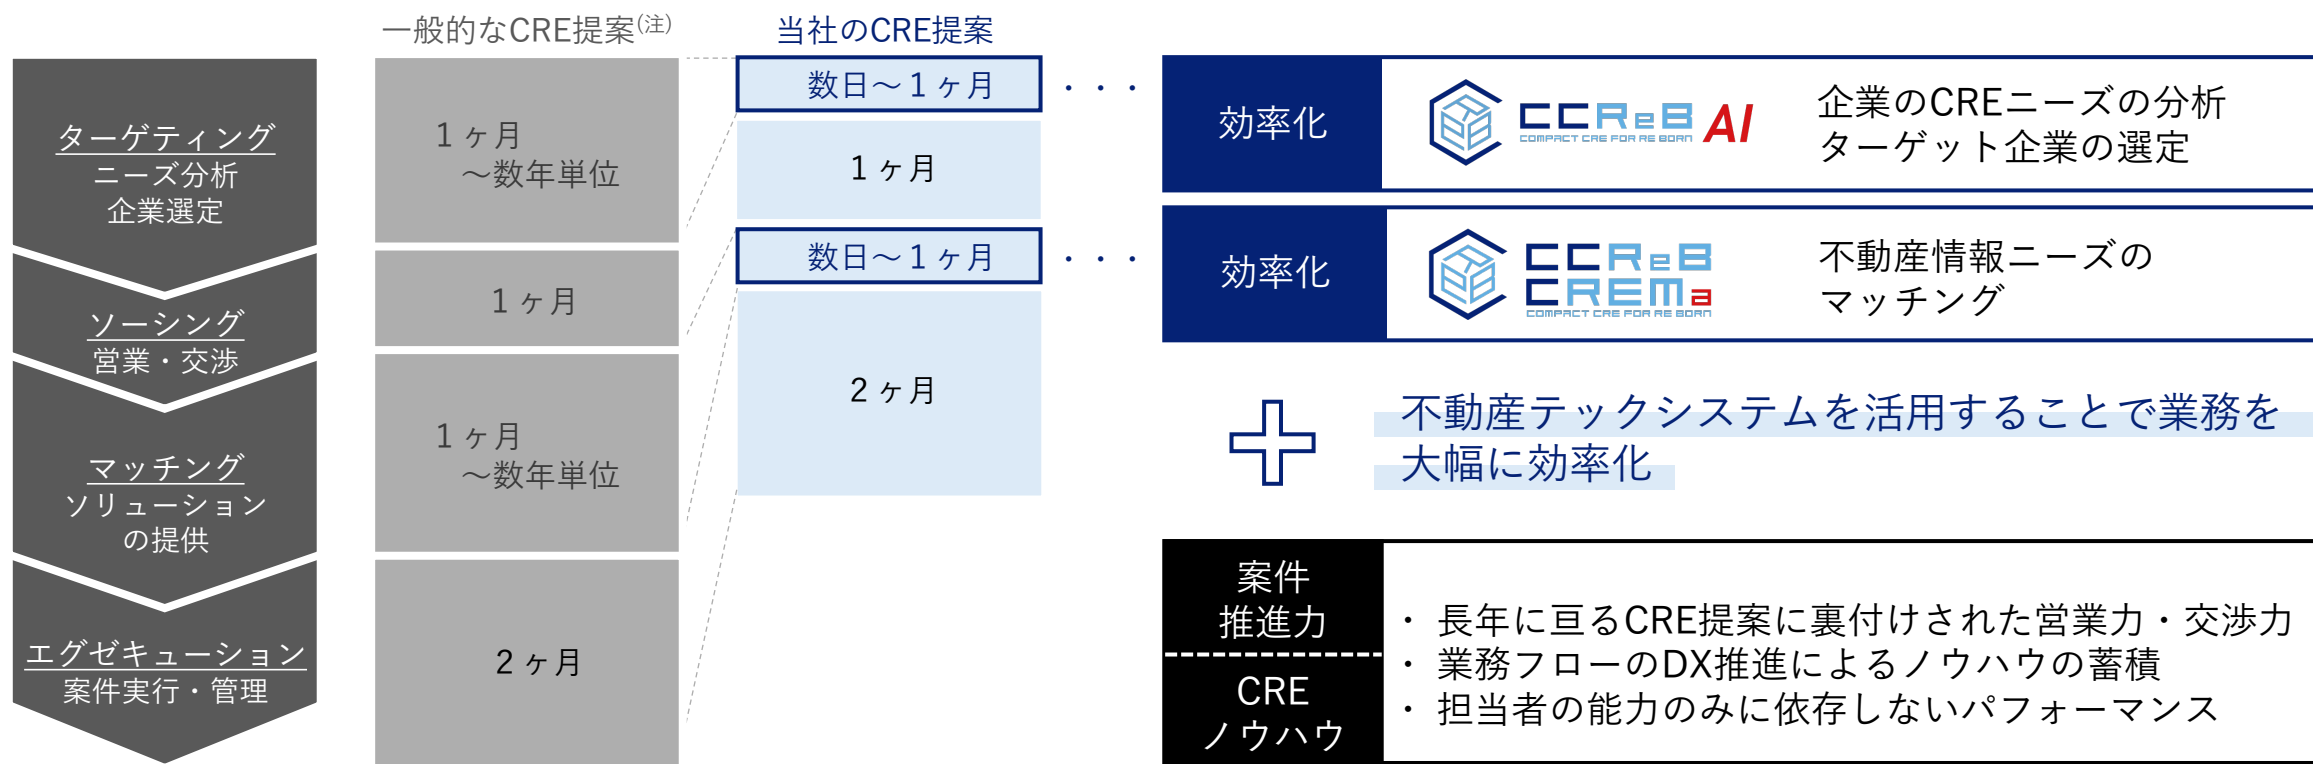 一般的なCRE提案(注)
当社のCRE提案
ターゲティング
ニーズ分析
企業選定
ソーシング
営業・交渉
マッチング
ソリューション
の提供
エグゼキューション
案件実行・管理
1ヶ月
～数年単位
1ヶ月
1ヶ月
～数年単位
2ヶ月
数日～1ヶ月
1ヶ月
数日～1ヶ月
2ヶ月
・・・
・・・
効率化
CCReB AI
COMPACT CRE FOR RE BORN
企業のCREニーズの分析
ターゲット企業の選定
効率化
CCReB
CREMa
COMPACT CRE FOR RE BORN
不動産情報ニーズの
マッチング
不動産テックシステムを活用することで業務を
大幅に効率化
案件
推進力
CRE
ノウハウ
・ 長年に亘るCRE提案に裏付けされた営業力・交渉力
・ 業務フローのDX推進によるノウハウの蓄積
・ 担当者の能力のみに依存しないパフォーマンス